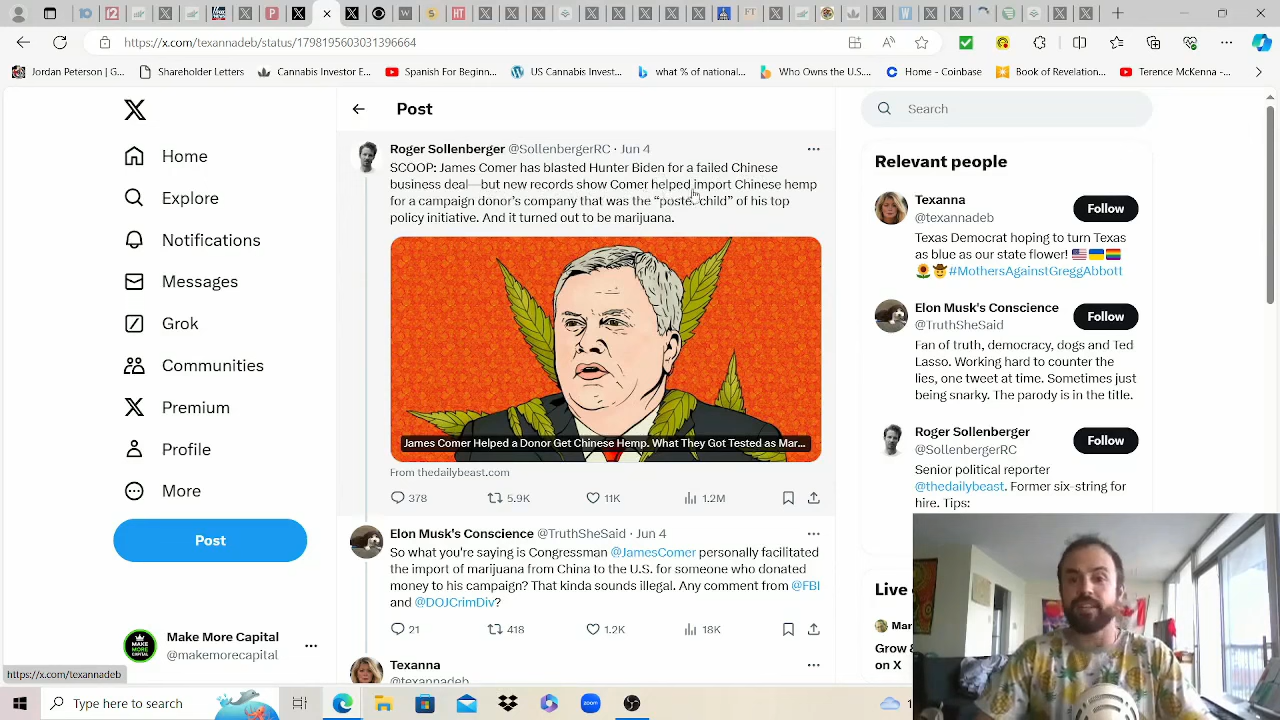 https://x.com/texannadeb/status/1798195603031396664
Jordan Peterson | G...
Shareholder Letters
Cannabis Investor E...
Spanish For Beginn...
US Cannabis Invest...
what % of national...
Who Owns the U.S...
Home - Coinbase
Book of Revelation...
Terence McKenna -...
Home
Explore
Notifications
Messages
Grok
Communities
Premium
Profile
More
Post
Make More Capital
@makemorecapital
https://x.com/texannadeb
Post
Roger Sollenberger @SollenbergerRC · Jun 4
SCOOP: James Comer has blasted Hunter Biden for a failed Chinese
business deal—but new records show Comer helped import Chinese hemp
for a campaign donor's company that was the "poster child" of his top
policy initiative. And it turned out to be marijuana.
James Comer Helped a Donor Get Chinese Hemp. What They Got Tested as Mar...
From thedailybeast.com
378 5.9K 11K 1.2M
Elon Musk's Conscience @TruthSheSaid · Jun 4
So what you're saying is Congressman @JamesComer personally facilitated
the import of marijuana from China to the U.S. for someone who donated
money to his campaign? That kinda sounds illegal. Any comment from @FBI
and @DOJCrimDiv?
21 418 1.2K 18K
Texanna
@texannadeb
Search
Relevant people
Texanna
@texannadeb
Follow
Texas Democrat hoping to turn Texas
as blue as our state flower!
#MothersAgainstGreggAbbott
Elon Musk's Conscience
@TruthSheSaid
Follow
Fan of truth, democracy, dogs and Ted
Lasso. Working hard to counter the
lies, one tweet at time. Sometimes just
being snarky. The parody is in the title.
Roger Sollenberger
@SollenbergerRC
Follow
Senior political reporter
@thedailybeast. Former six-string for
hire. Tips:
Live
Mar
Grow &
on X
Type here to search
zoom